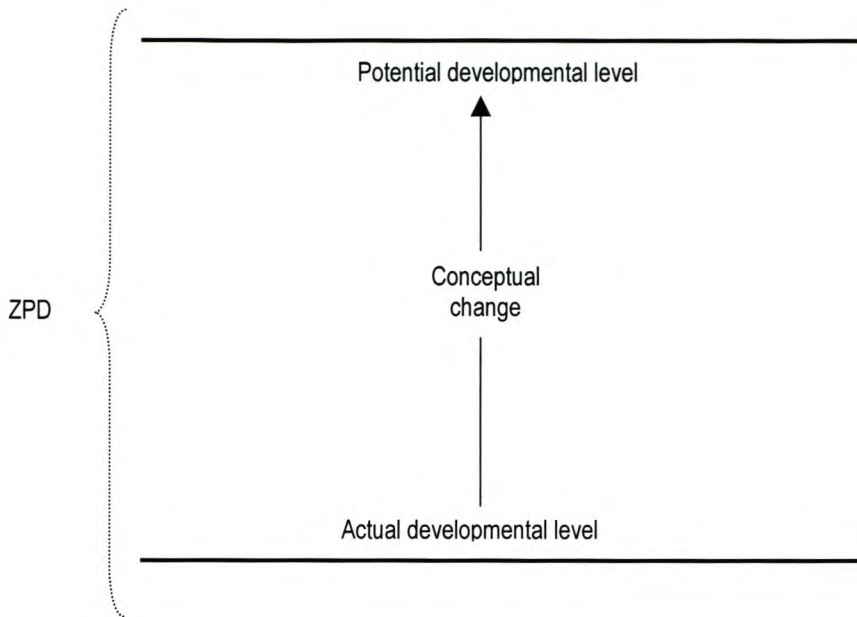 Potential developmental level
Conceptual
change
ZPD
Actual developmental level